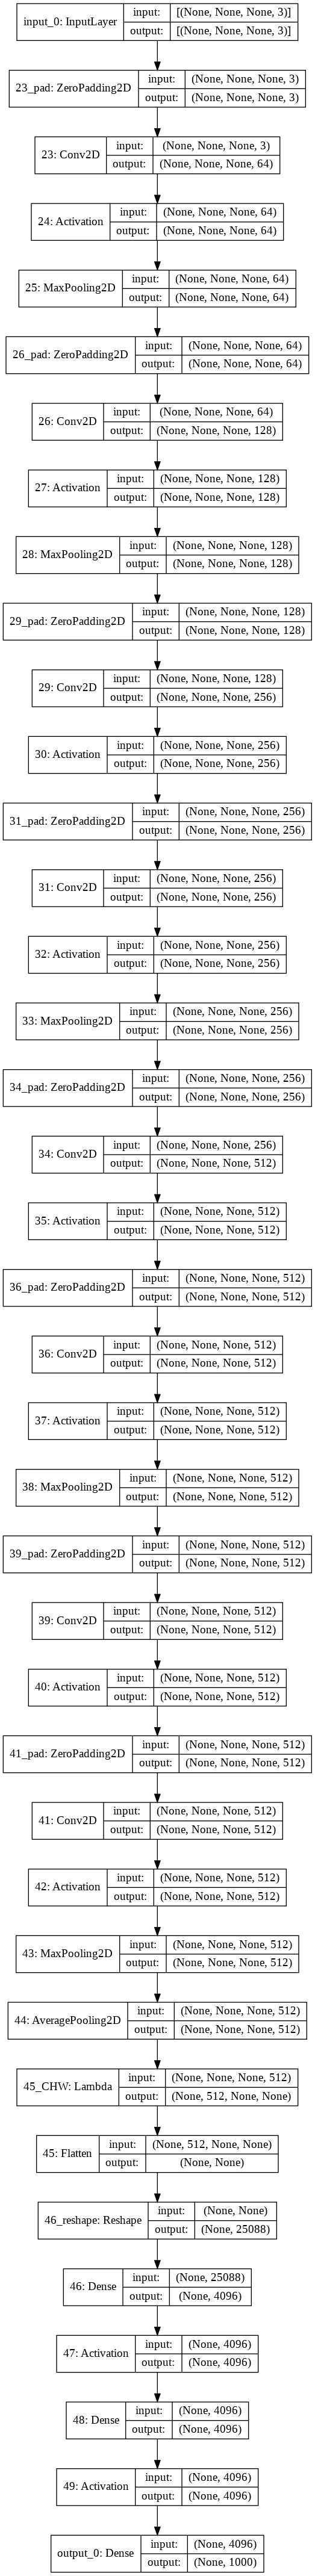 input_0: InputLayer input: [(None, None, None, 3)]
output: [(None, None, None, 3)]
23_pad: ZeroPadding2D input: (None, None, None, 3)
output: (None, None, None, 3)
23: Conv2D input: (None, None, None, 3)
output: (None, None, None, 64)
24: Activation input: (None, None, None, 64)
output: (None, None, None, 64)
25: MaxPooling2D input: (None, None, None, 64)
output: (None, None, None, 64)
26_pad: ZeroPadding2D input: (None, None, None, 64)
output: (None, None, None, 64)
26: Conv2D input: (None, None, None, 64)
output: (None, None, None, 128)
27: Activation input: (None, None, None, 128)
output: (None, None, None, 128)
28: MaxPooling2D input: (None, None, None, 128)
output: (None, None, None, 128)
29_pad: ZeroPadding2D input: (None, None, None, 128)
output: (None, None, None, 128)
29: Conv2D input: (None, None, None, 128)
output: (None, None, None, 256)
30: Activation input: (None, None, None, 256)
output: (None, None, None, 256)
31_pad: ZeroPadding2D input: (None, None, None, 256)
output: (None, None, None, 256)
31: Conv2D input: (None, None, None, 256)
output: (None, None, None, 256)
32: Activation input: (None, None, None, 256)
output: (None, None, None, 256)
33: MaxPooling2D input: (None, None, None, 256)
output: (None, None, None, 256)
34_pad: ZeroPadding2D input: (None, None, None, 256)
output: (None, None, None, 256)
34: Conv2D input: (None, None, None, 256)
output: (None, None, None, 512)
35: Activation input: (None, None, None, 512)
output: (None, None, None, 512)
36_pad: ZeroPadding2D input: (None, None, None, 512)
output: (None, None, None, 512)
36: Conv2D input: (None, None, None, 512)
output: (None, None, None, 512)
37: Activation input: (None, None, None, 512)
output: (None, None, None, 512)
38: MaxPooling2D input: (None, None, None, 512)
output: (None, None, None, 512)
39_pad: ZeroPadding2D input: (None, None, None, 512)
output: (None, None, None, 512)
39: Conv2D input: (None, None, None, 512)
output: (None, None, None, 512)
40: Activation input: (None, None, None, 512)
output: (None, None, None, 512)
41_pad: ZeroPadding2D input: (None, None, None, 512)
output: (None, None, None, 512)
41: Conv2D input: (None, None, None, 512)
output: (None, None, None, 512)
42: Activation input: (None, None, None, 512)
output: (None, None, None, 512)
43: MaxPooling2D input: (None, None, None, 512)
output: (None, None, None, 512)
44: AveragePooling2D input: (None, None, None, 512)
output: (None, None, None, 512)
45_CHW: Lambda input: (None, None, None, 512)
output: (None, 512, None, None)
45: Flatten input: (None, 512, None, None)
output: (None, None)
46_reshape: Reshape input: (None, None)
output: (None, 25088)
46: Dense input: (None, 25088)
output: (None, 4096)
47: Activation input: (None, 4096)
output: (None, 4096)
48: Dense input: (None, 4096)
output: (None, 4096)
49: Activation input: (None, 4096)
output: (None, 4096)
output_0: Dense input: (None, 4096)
output: (None, 1000)